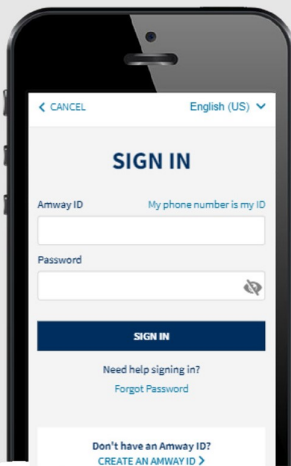 CANCEL English (US)
SIGN IN
Amway ID My phone number is my ID
Password
SIGN IN
Need help signing in?
Forgot Password
Don't have an Amway ID?
CREATE AN AMWAY ID